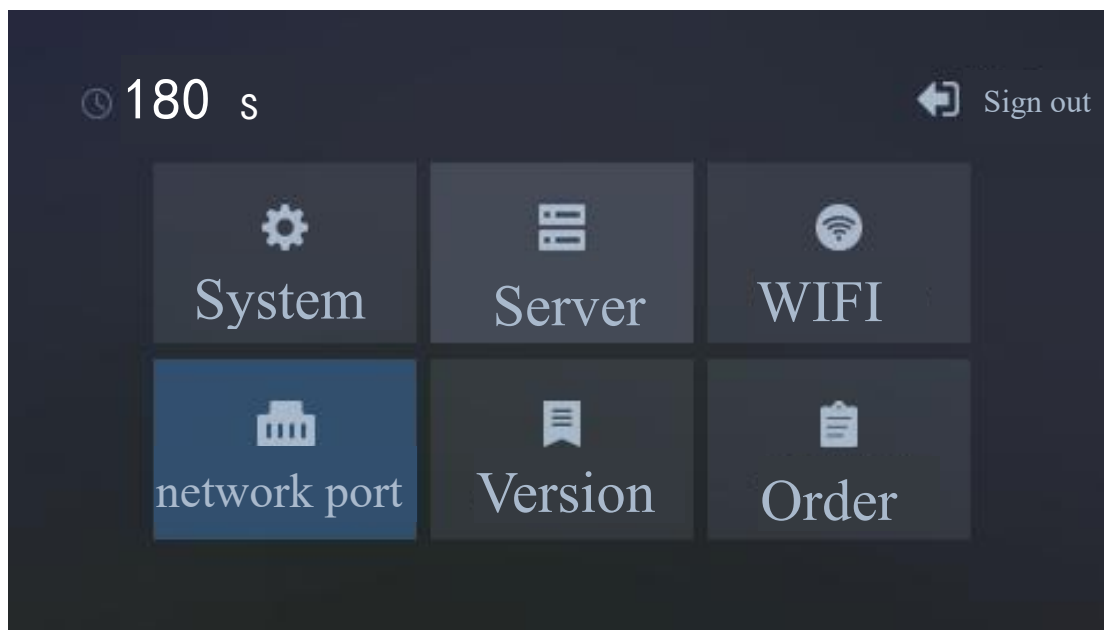 180 s
Sign out
System
Server
WIFI
network port
Version
Order